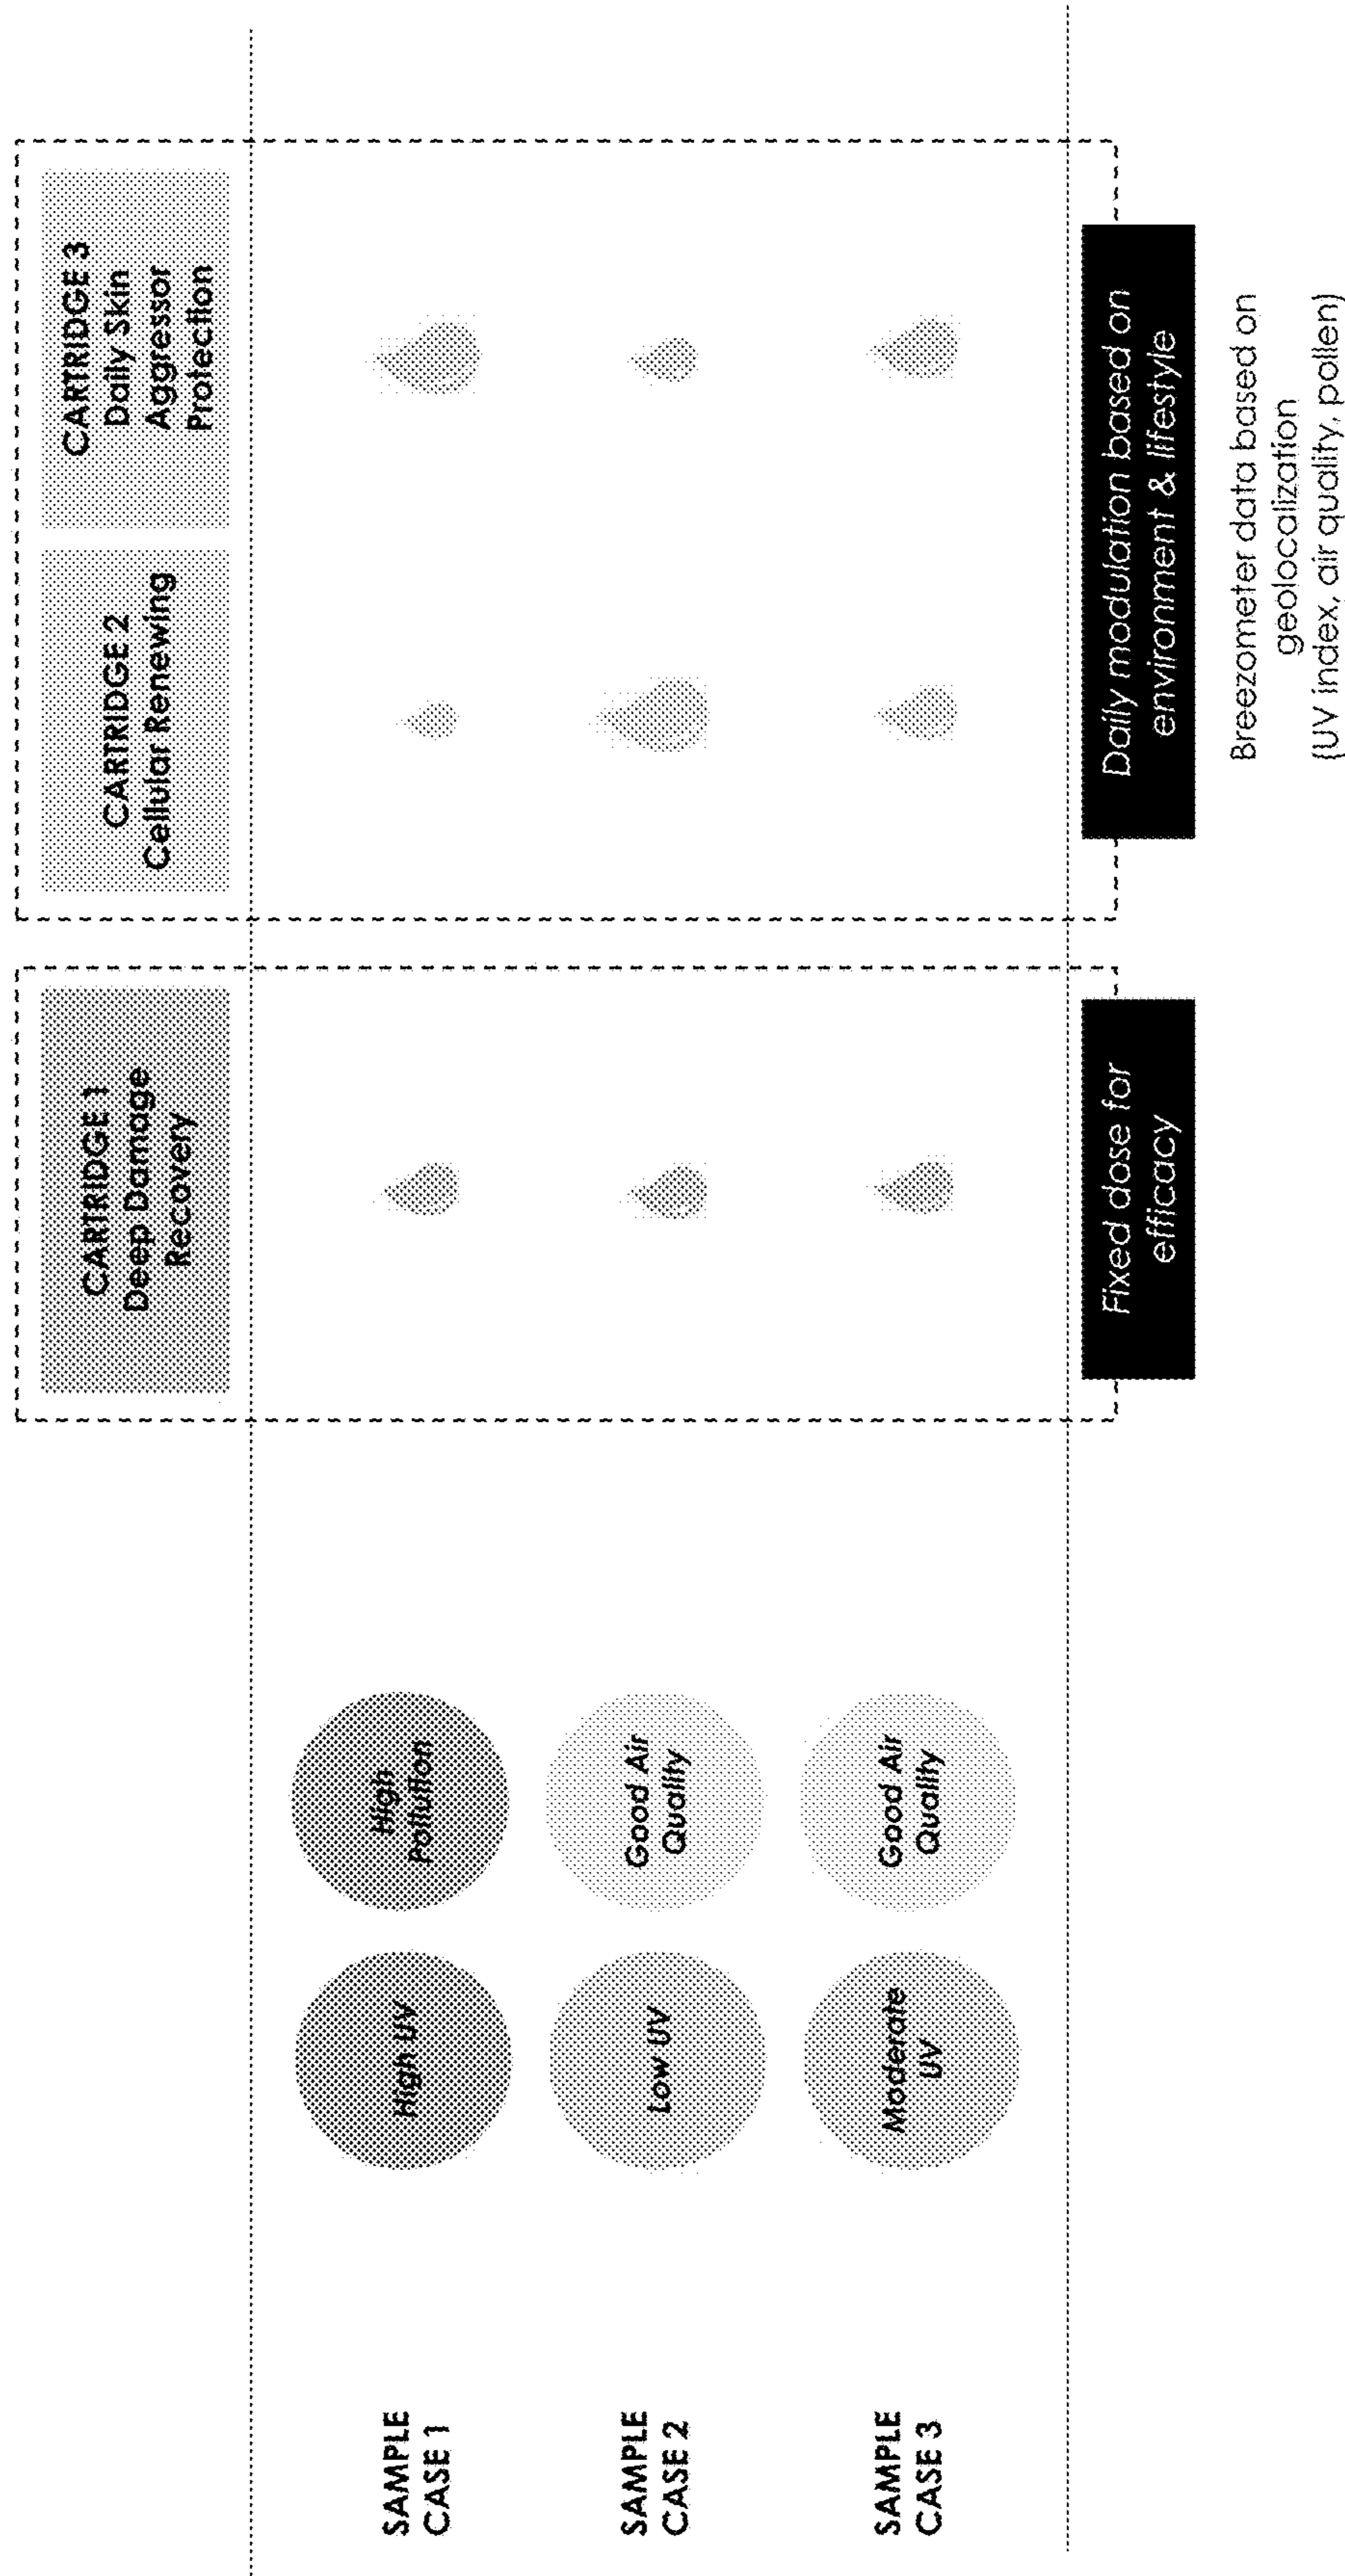 CARTRIDGE 1
Deep Damage
Recovery
CARTRIDGE 2
Cellular Renewing
CARTRIDGE 3
Daily Skin
Aggressor
Protection
SAMPLE
CASE 1
High UV
High
Pollution
SAMPLE
CASE 2
Low UV
Good Air
Quality
SAMPLE
CASE 3
Moderate
UV
Good Air
Quality
Fixed dose for
efficacy
Daily modulation based on
environment & lifestyle
Breezometer data based on
geolocalization
(UV index, air quality, pollen)